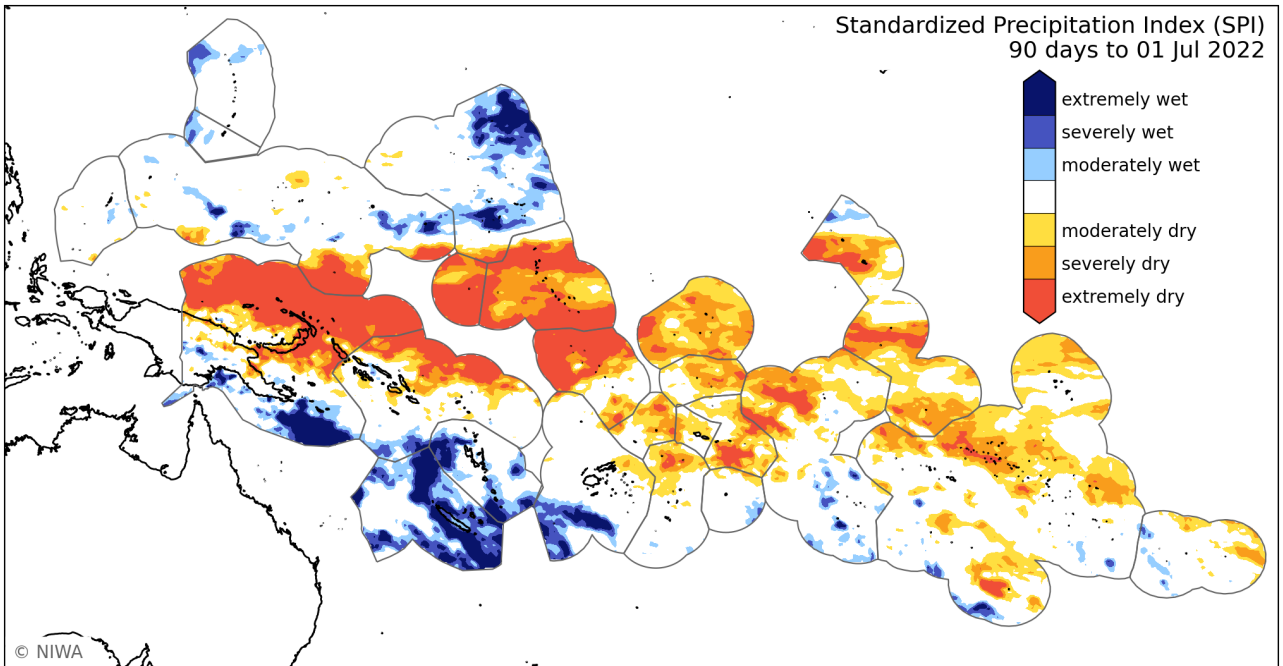 Standardized Precipitation Index (SPI)
90 days to 01 Jul 2022
extremely wet
severely wet
moderately wet
moderately dry
severely dry
extremely dry
© NIWA